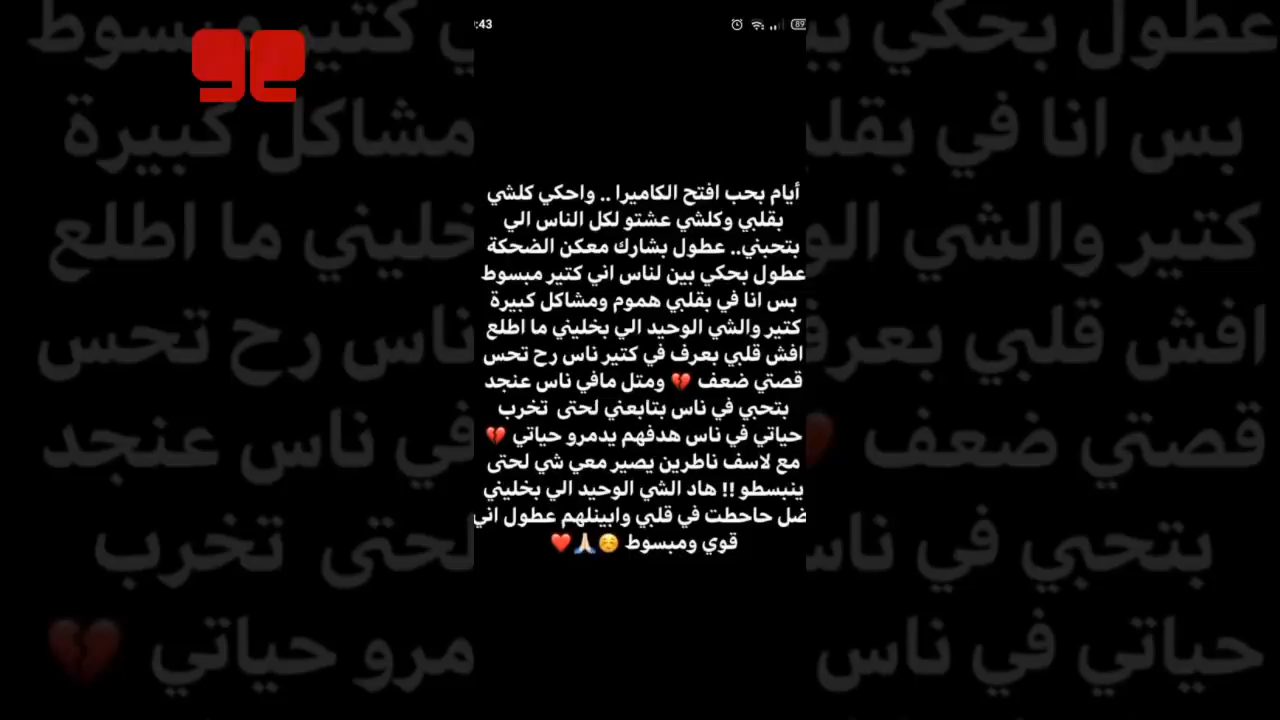 :43
89
أيام بحب افتح الكاميرا .. واحكي كلشي
بقلبي وكلشي عشتو لكل الناس الي
بتحبني.. عطول بشارك معكن الضحكة
عطول بحكي بين لناس اني كتير مبسوط
بس انا في بقلبي هموم ومشاكل كبيرة
كتير والشي الوحيد الي بخليني ما اطلع
افش قلبي بعرف في كتير ناس رح تحس
قصتي ضعف 💔 ومتل مافي ناس عنجد
بتحبي في ناس بتابعني لحتى تخرب
حياتي في ناس هدفهم يدمرو حياتي 💔
مع لاسف ناطرين يصير معي شي لحتى
ينبسطو !! هاد الشي الوحيد الي بخليني
ضل حاحطت في قلبي وابينلهم عطول اني
قوي ومبسوط ☺️🙏🏻❤️